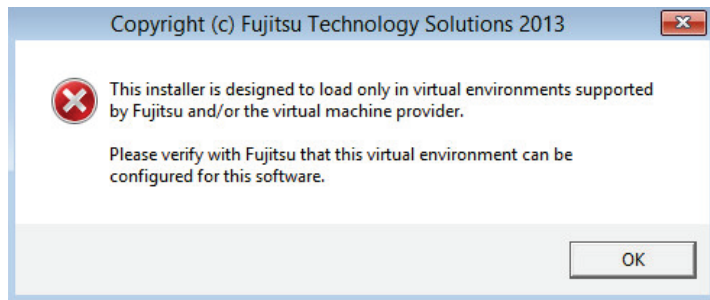 Copyright (c) Fujitsu Technology Solutions 2013
This installer is designed to load only in virtual environments supported
by Fujitsu and/or the virtual machine provider.
Please verify with Fujitsu that this virtual environment can be
configured for this software.
OK